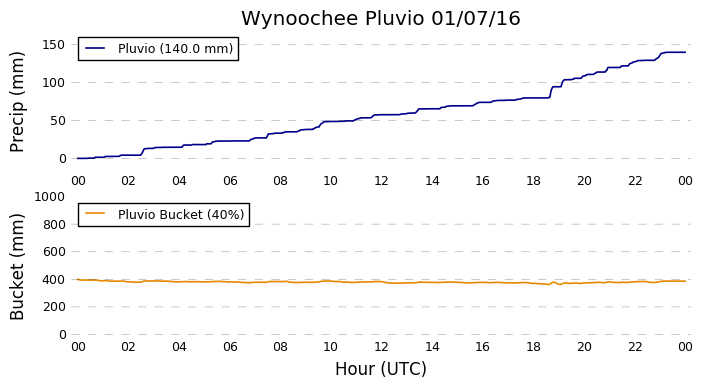 Wynoochee Pluvio 01/07/16
Pluvio (140.0 mm)
Precip (mm)
150
100
50
0
00 02 04 06 08 10 12 14 16 18 20 22 00
Pluvio Bucket (40%)
Bucket (mm)
1000
800
600
400
200
0
00 02 04 06 08 10 12 14 16 18 20 22 00
Hour (UTC)